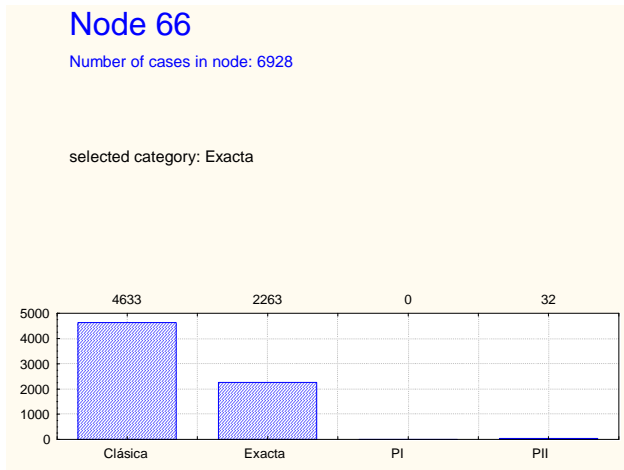 Node 66
Number of cases in node: 6928
selected category: Exacta
4633 2263 0 32
5000
4000
3000
2000
1000
0
Clásica Exacta PI PII